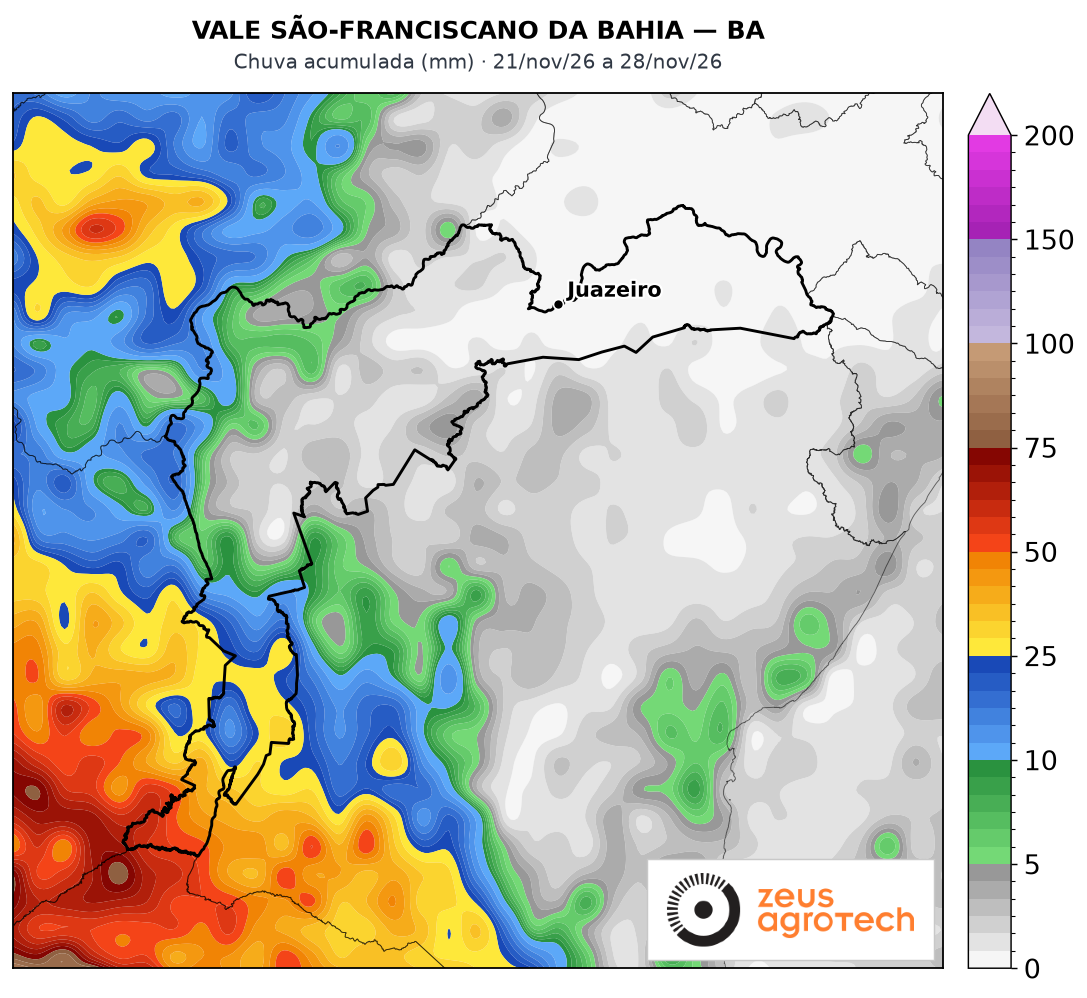 VALE SÃO-FRANCISCANO DA BAHIA — BA
Chuva acumulada (mm) · 21/nov/26 a 28/nov/26
Juazeiro
200
150
100
75
50
25
10
5
0
zeus
agrotech